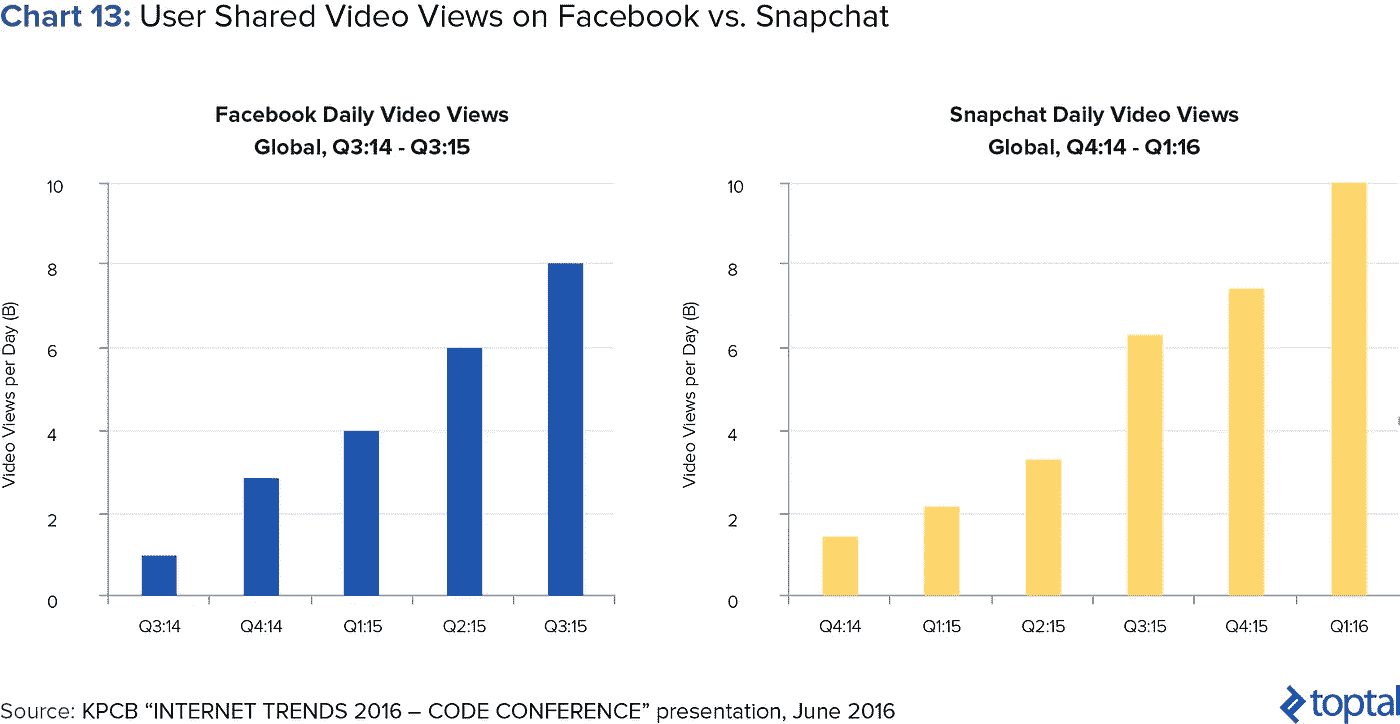 Chart 13: User Shared Video Views on Facebook vs. Snapchat
Facebook Daily Video Views
Global, Q3:14 - Q3:15
Video Views per Day (B)
10
8
6
4
2
0
Q3:14 Q4:14 Q1:15 Q2:15 Q3:15
Snapchat Daily Video Views
Global, Q4:14 - Q1:16
Video Views per Day (B)
10
8
6
4
2
0
Q4:14 Q1:15 Q2:15 Q3:15 Q4:15 Q1:16
Source: KPCB “INTERNET TRENDS 2016 – CODE CONFERENCE” presentation, June 2016
toptal